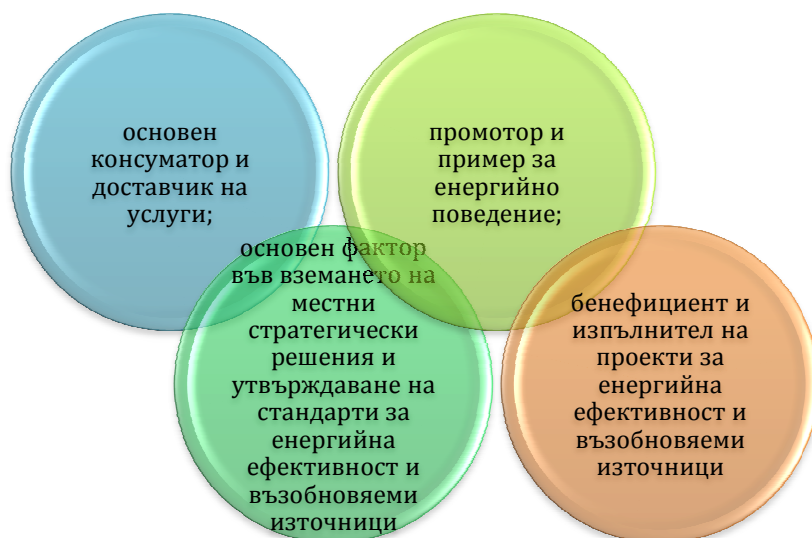 основен
консуматор и
доставчик на
услуги;
промотор и
пример за
енергийно
поведение;
основен фактор
във вземането на
местни
стратегически
решения и
утвърждаване на
стандарти за
енергийна
ефективност и
възобновяеми
източници
бенефициент и
изпълнител на
проекти за
енергийна
ефективност и
възобновяеми
източници